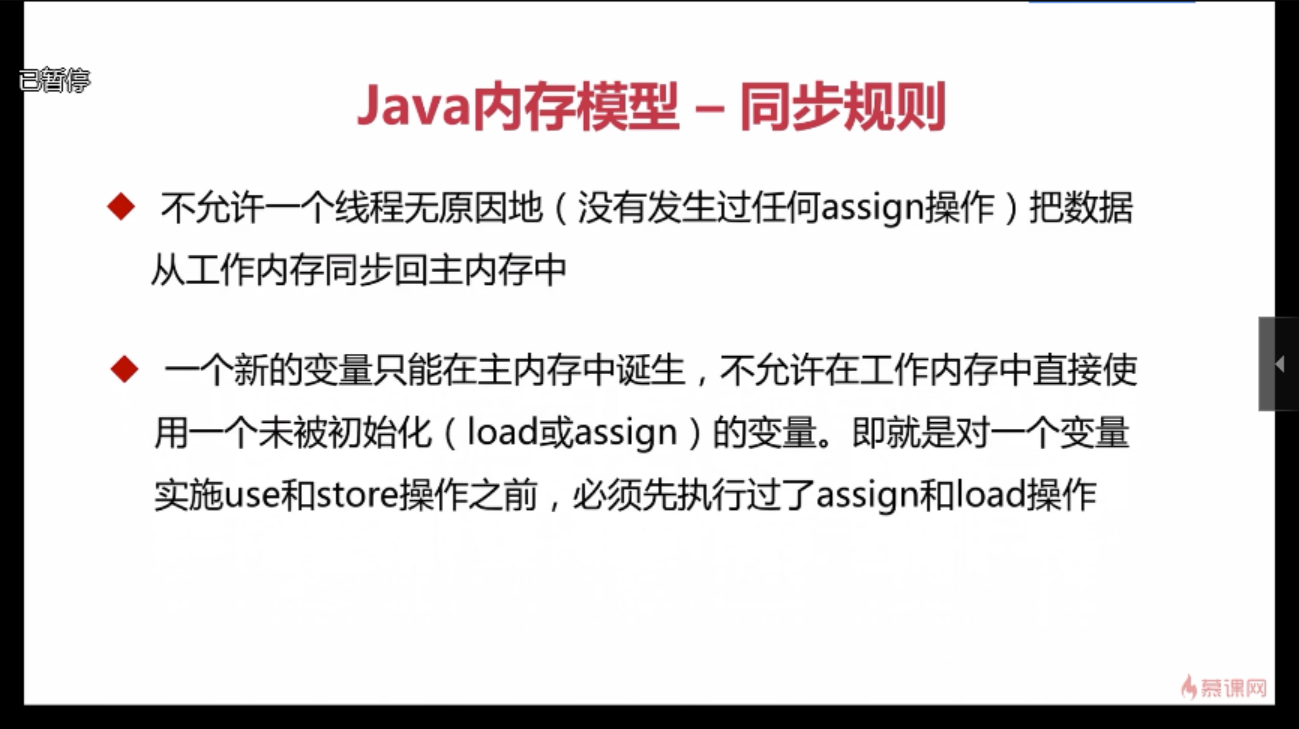 已暂停
Java内存模型 – 同步规则
不允许一个线程无原因地（没有发生过任何assign操作）把数据
从工作内存同步回主内存中
一个新的变量只能在主内存中诞生，不允许在工作内存中直接使
用一个未被初始化（load或assign）的变量。即就是对一个变量
实施use和store操作之前，必须先执行过了assign和load操作
慕课网